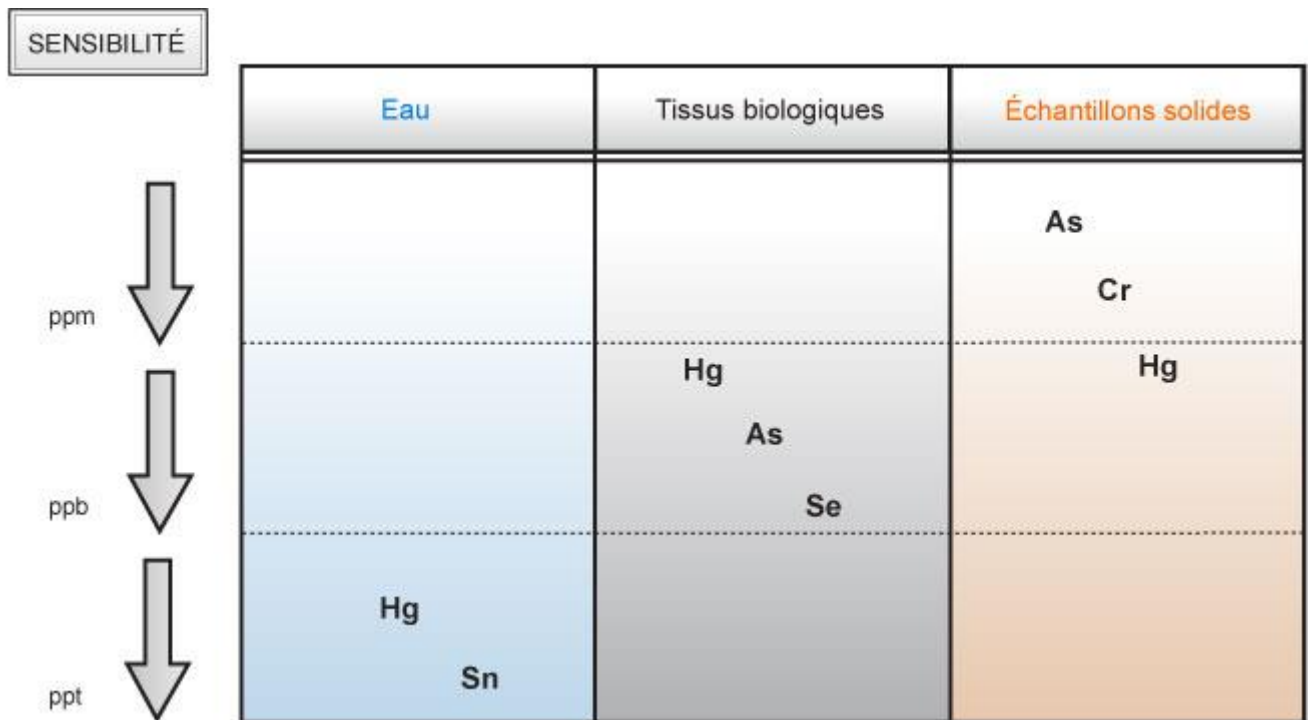 SENSIBILITÉ
Eau Tissus biologiques Échantillons solides
As
Cr
ppm
Hg Hg
As
ppb Se
Hg
Sn
ppt